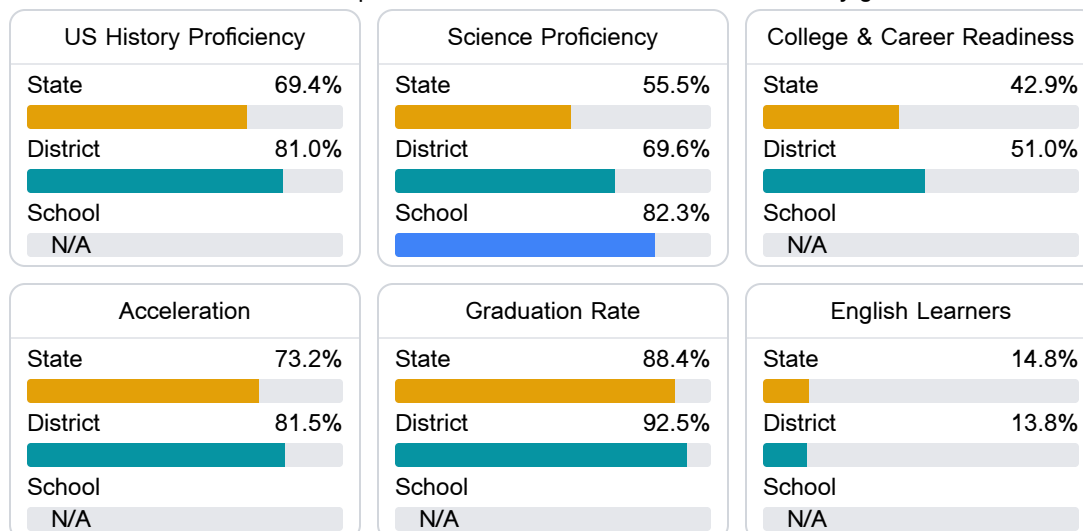 US History Proficiency
State 69.4%
District 81.0%
School
N/A
Science Proficiency
State 55.5%
District 69.6%
School 82.3%
College & Career Readiness
State 42.9%
District 51.0%
School
N/A
Acceleration
State 73.2%
District 81.5%
School
N/A
Graduation Rate
State 88.4%
District 92.5%
School
N/A
English Learners
State 14.8%
District 13.8%
School
N/A